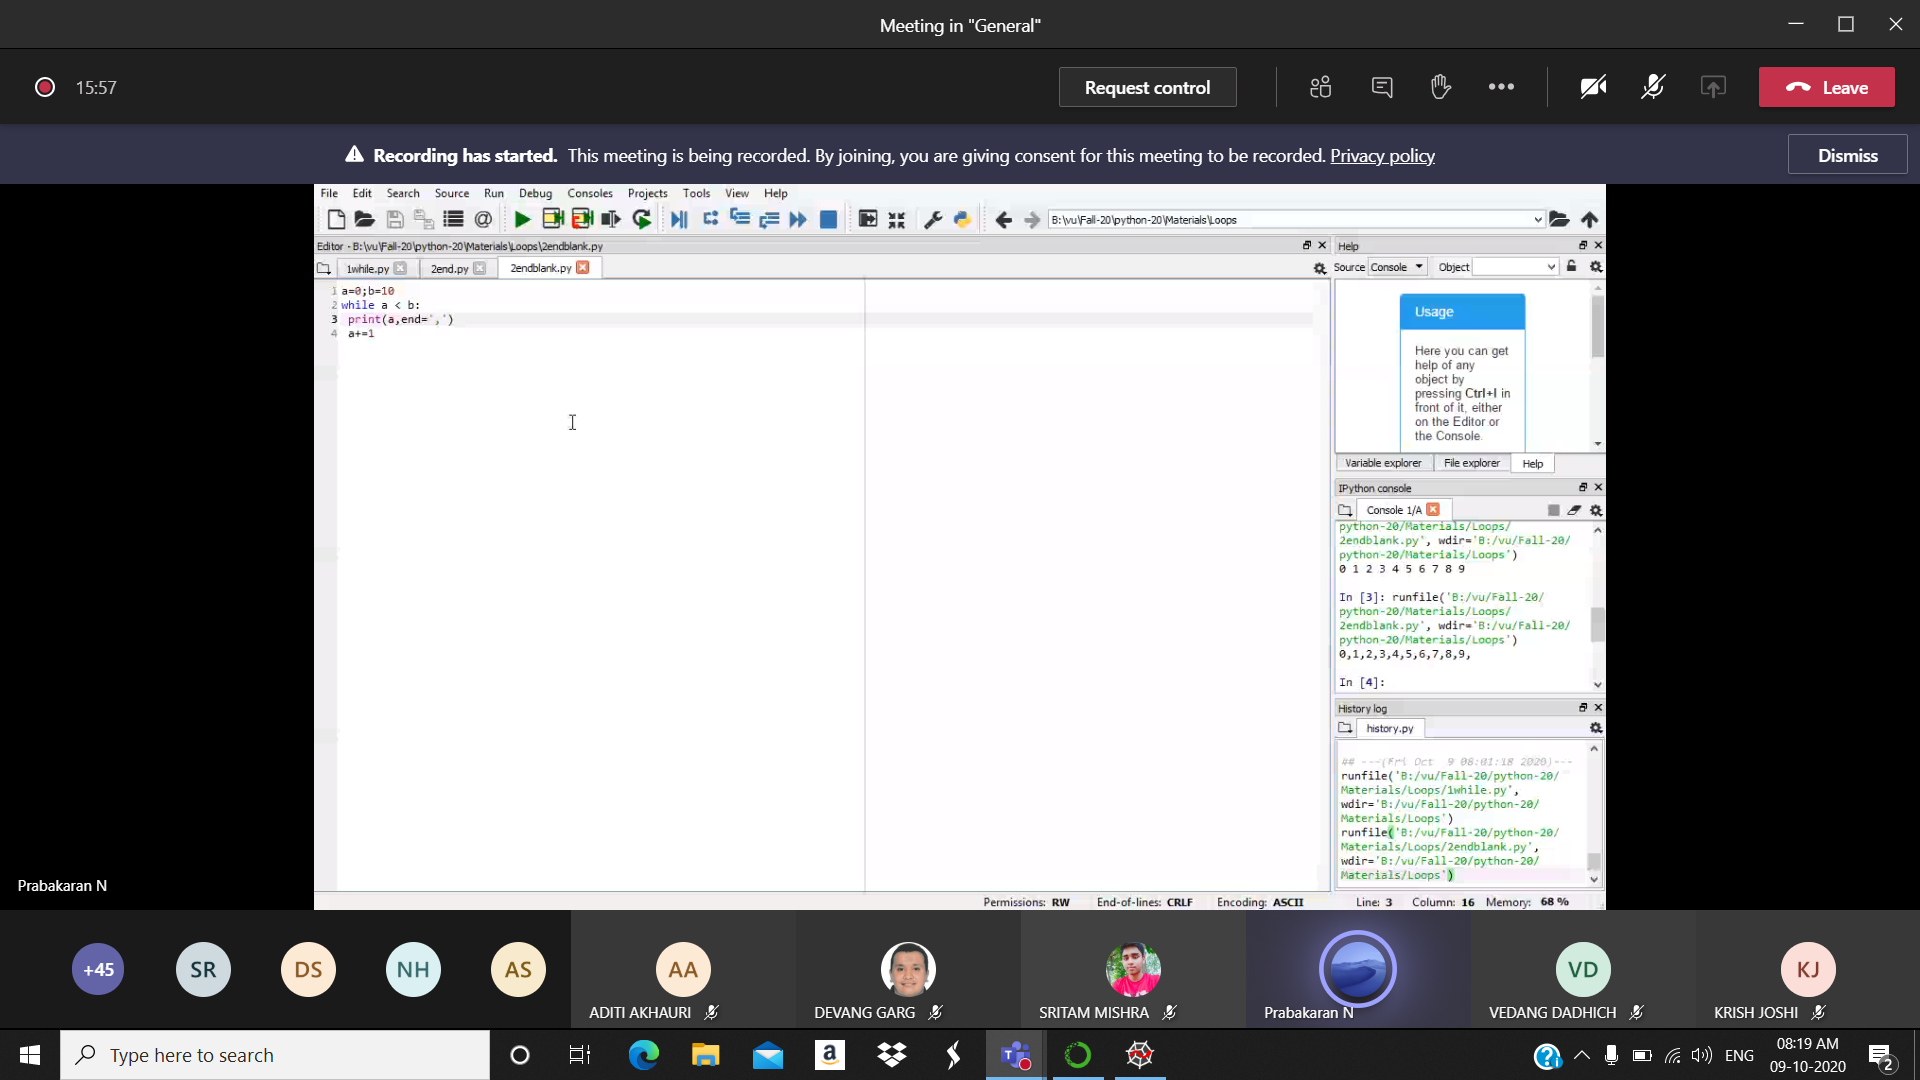 Meeting in "General"
15:57
Request control
Leave
Recording has started. This meeting is being recorded. By joining, you are giving consent for this meeting to be recorded. Privacy policy
Dismiss
File Edit Search Source Run Debug Consoles Projects Tools View Help
B:\vu\Fall-20\python-20\Materials\Loops
Editor - B:\vu\Fall-20\python-20\Materials\Loops\2endblank.py
1while.py 2end.py 2endblank.py
1 a=0;b=10
2 while a < b:
3 print(a,end=',')
4 a+=1
Help
Source Console Object
Usage
Here you can get
help of any
object by
pressing Ctrl+I in
front of it, either
on the Editor or
the Console.
Variable explorer File explorer Help
IPython console
Console 1/A
python-20/Materials/Loops/
2endblank.py', wdir='B:/vu/Fall-20/
python-20/Materials/Loops')
0 1 2 3 4 5 6 7 8 9
In [3]: runfile('B:/vu/Fall-20/
python-20/Materials/Loops/
2endblank.py', wdir='B:/vu/Fall-20/
python-20/Materials/Loops')
0,1,2,3,4,5,6,7,8,9,
In [4]:
History log
history.py
## ---(Fri Oct 9 08:01:18 2020)---
runfile('B:/vu/Fall-20/python-20/
Materials/Loops/1while.py',
wdir='B:/vu/Fall-20/python-20/
Materials/Loops')
runfile('B:/vu/Fall-20/python-20/
Materials/Loops/2endblank.py',
wdir='B:/vu/Fall-20/python-20/
Materials/Loops')
Permissions: RW End-of-lines: CRLF Encoding: ASCII Line: 3 Column: 16 Memory: 68 %
Prabakaran N
+45 SR DS NH AS AA VD KJ
ADITI AKHAURI DEVANG GARG SRITAM MISHRA Prabakaran N VEDANG DADHICH KRISH JOSHI
Type here to search
ENG
08:19 AM
09-10-2020
2